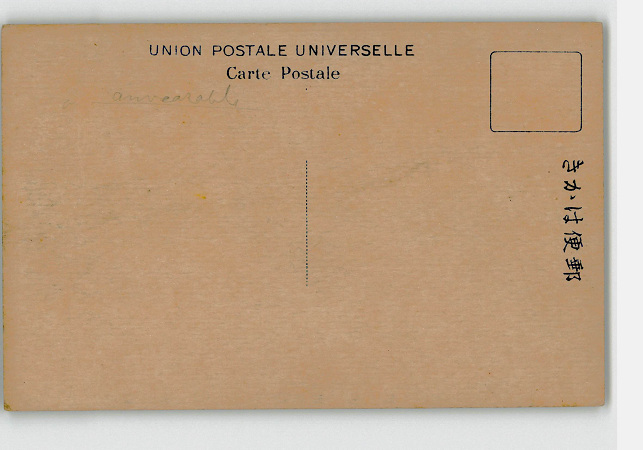 UNION POSTALE UNIVERSELLE
Carte Postale
郵便はかき